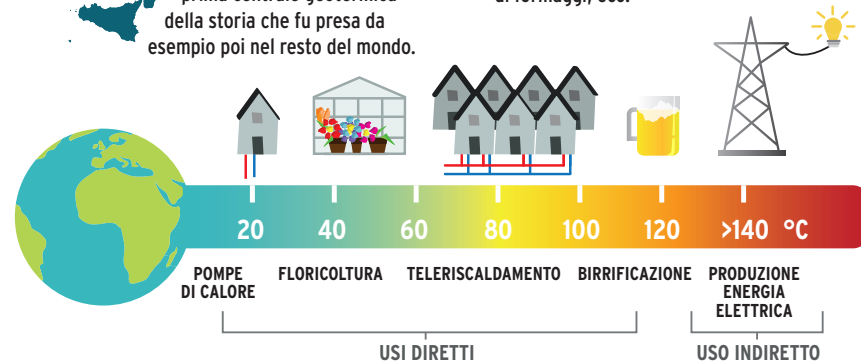 della storia che fu presa da
esempio poi nel resto del mondo.
20 40 60 80 100 120 >140 °C
POMPE
DI CALORE
FLORICOLTURA
TELERISCALDAMENTO
BIRRIFICAZIONE
PRODUZIONE
ENERGIA
ELETTRICA
USI DIRETTI
USO INDIRETTO